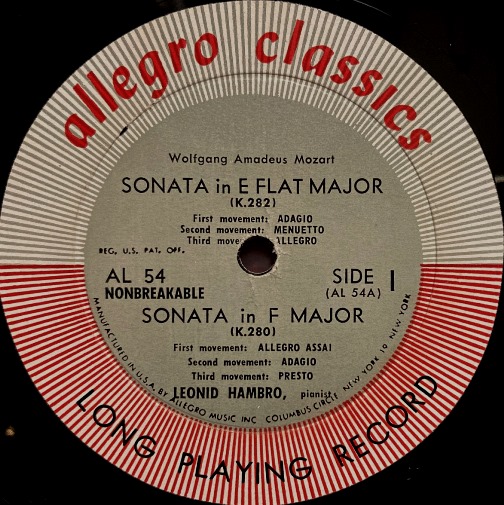 allegro classics
Wolfgang Amadeus Mozart
SONATA in E FLAT MAJOR
(K.282)
First movement: ADAGIO
Second movement: MENUETTO
Third move ALLEGRO
REG. U.S. PAT. OFF.
AL 54 SIDE I
NONBREAKABLE (AL 54A)
SONATA in F MAJOR
(K.280)
First movement: ALLEGRO ASSAI
Second movement: ADAGIO
Third movement: PRESTO
LEONID HAMBRO, pianist
MANUFACTURED IN U.S.A. BY ALLEGRO MUSIC INC COLUMBUS CIRCLE NEW YORK 19 NEW YORK
LONG PLAYING RECORD